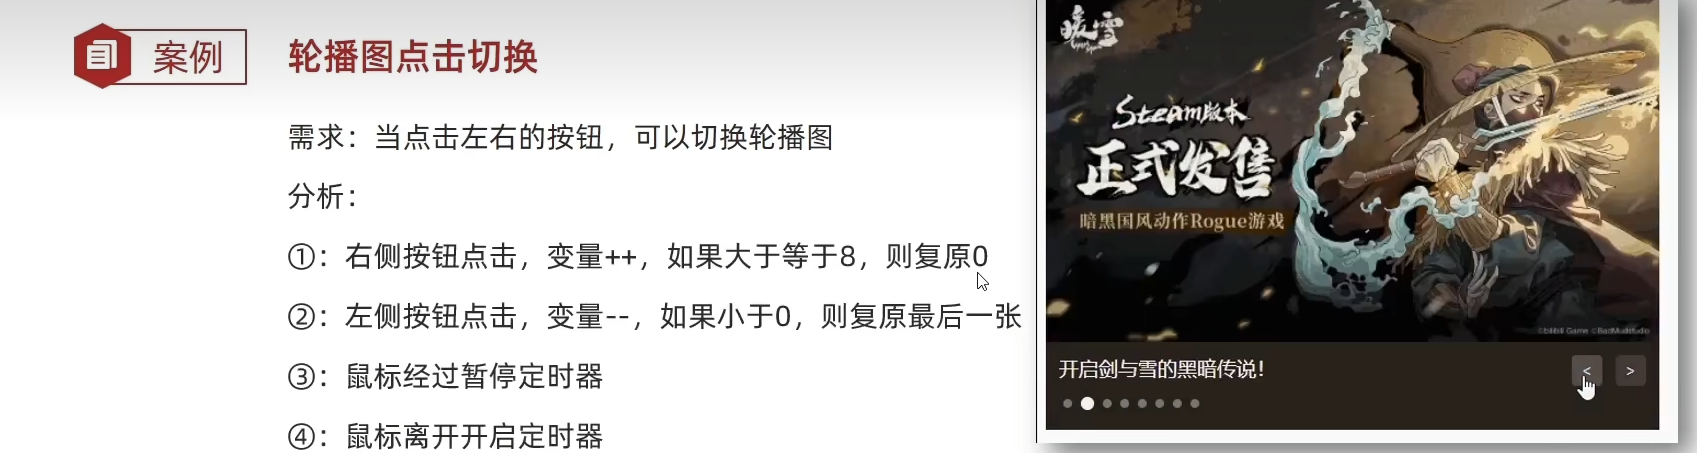 案例
轮播图点击切换
需求：当点击左右的按钮，可以切换轮播图
分析：
①：右侧按钮点击，变量++，如果大于等于8，则复原0
②：左侧按钮点击，变量--，如果小于0，则复原最后一张
③：鼠标经过暂停定时器
④：鼠标离开开启定时器
暖雪
Steam版本
正式发售
暗黑国风动作Rogue游戏
©bilibili Game ©BadMudstudio
开启剑与雪的黑暗传说！
< >